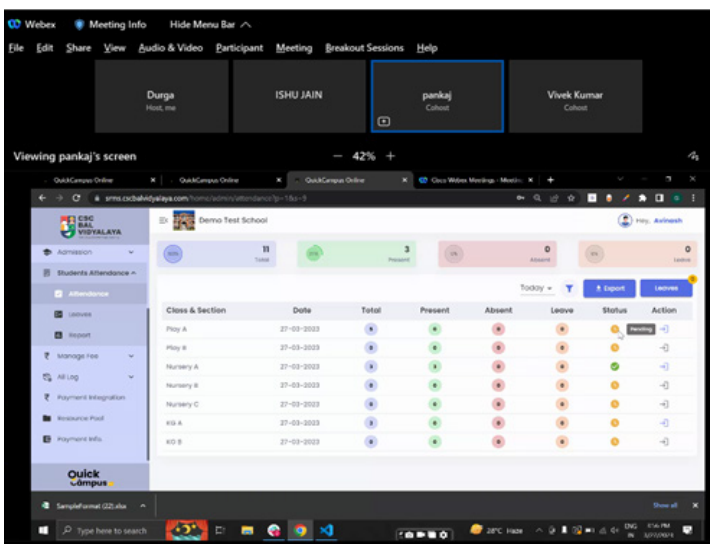 Webex Meeting Info Hide Menu Bar
File Edit Share View Audio & Video Participant Meeting Breakout Sessions Help
Durga
Host, me
ISHU JAIN
pankaj
Cohost
Vivek Kumar
Cohost
Viewing pankaj's screen
42%
QuickCampus Online QuickCampus Online QuickCampus Online Cisco Webex Meetings - Meetin
CSC
BAL
VIDYALAYA
Demo Test School
Hay, Avinash
Admission
Students Attendance
Attendance
Leaves
Report
Manage Fee
All Log
Payment Integration
Resource Pool
Payment Info
Quick
Campus
11
Total
3
Present
0
Absent
0
Leave
Today
Export
Leaves
Class & Section Date Total Present Absent Leave Status Action
Play A 27-03-2023
Pending
Play B 27-03-2023
Nursery A 27-03-2023
Nursery B 27-03-2023
Nursery C 27-03-2023
KG A 27-03-2023
KG B 27-03-2023
SampleFormat (22).xlsx
Show all
Type here to search
28°C Haze
ENG
IN